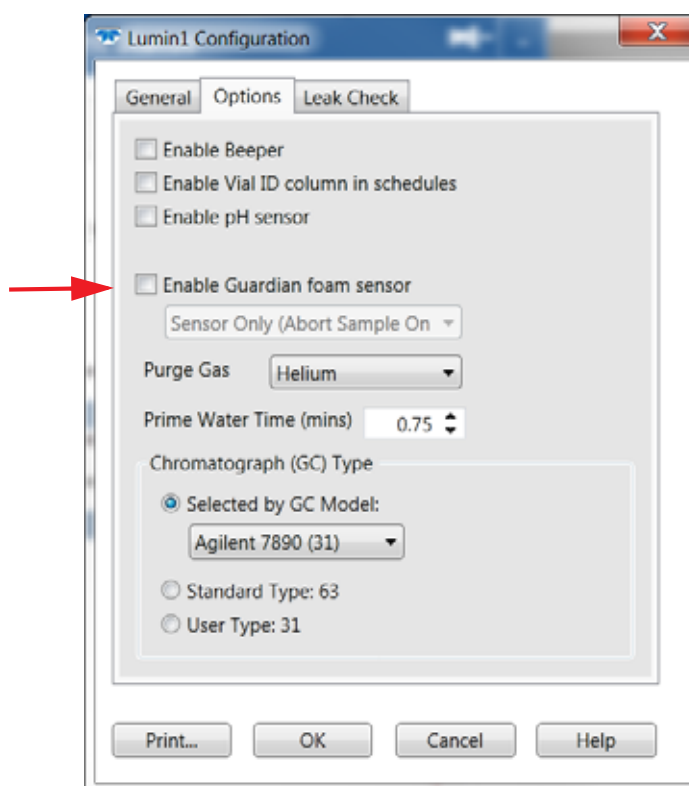 Lumin1 Configuration
General Options Leak Check
Enable Beeper
Enable Vial ID column in schedules
Enable pH sensor
Enable Guardian foam sensor
Sensor Only (Abort Sample On
Purge Gas Helium
Prime Water Time (mins) 0.75
Chromatograph (GC) Type
Selected by GC Model:
Agilent 7890 (31)
Standard Type: 63
User Type: 31
Print... OK Cancel Help